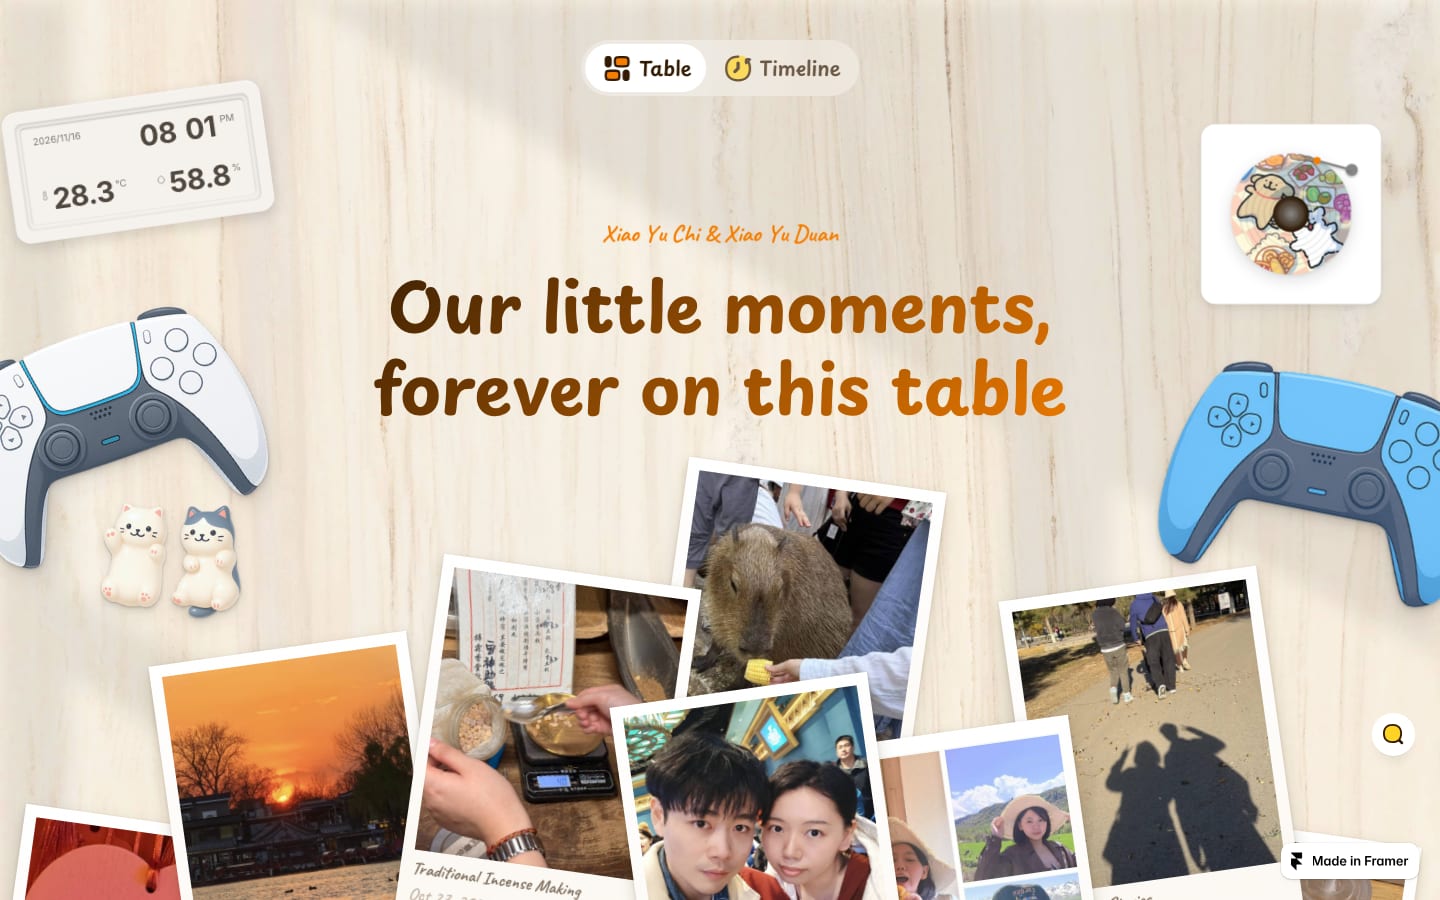 Table
Timeline
2026/11/16
08 01 PM
28.3 °C
58.8 %
Xiao Yu Chi & Xiao Yu Duan
Our little moments,
forever on this table
Traditional Incense Making
Made in Framer